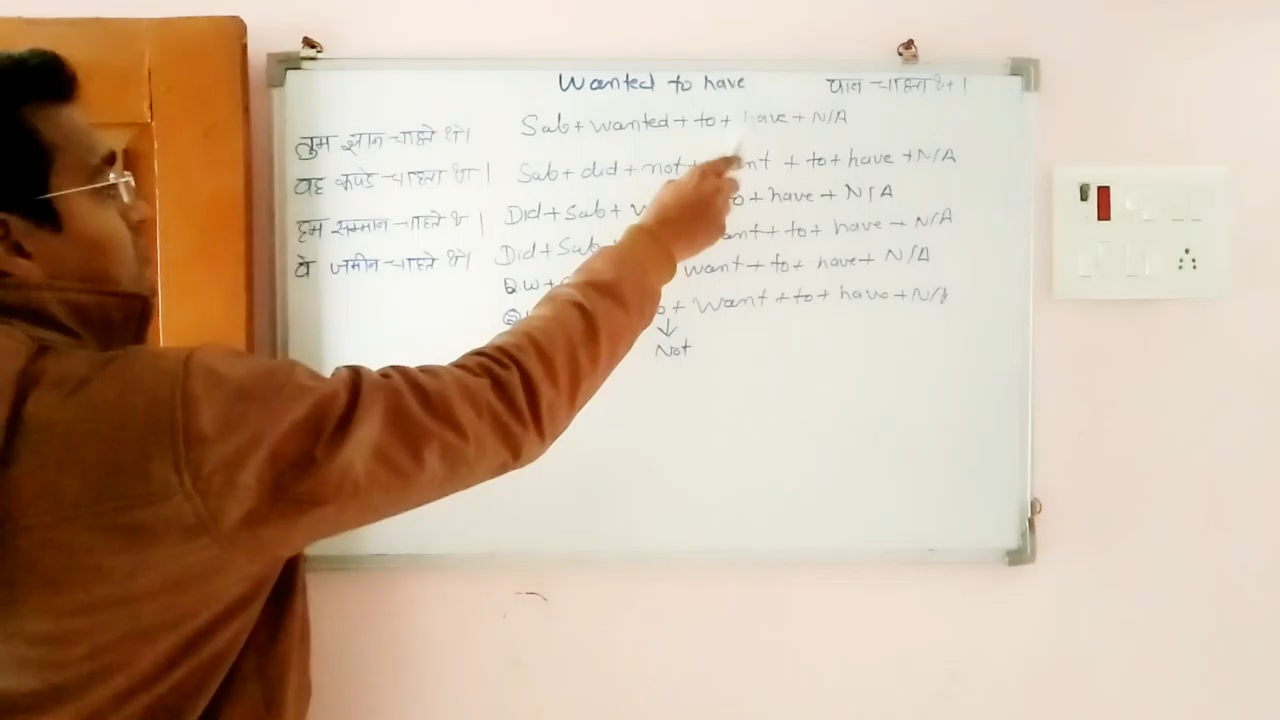 Wanted to have
पाना चाहता था।
Sub + wanted + to + have + N/A
Sub + did + not + want + to + have + N/A
Did + Sub + to + have + N/A
Did + Sub want + to + have + N/A
Q.w + want + to + have + N/A
+ want + to + have + N/A
↓
Not
तुम ज्ञान चाहते थे।
वह कपडे चाहता था।
हम सम्मान चाहते थे।
वे जमीन चाहते थे।